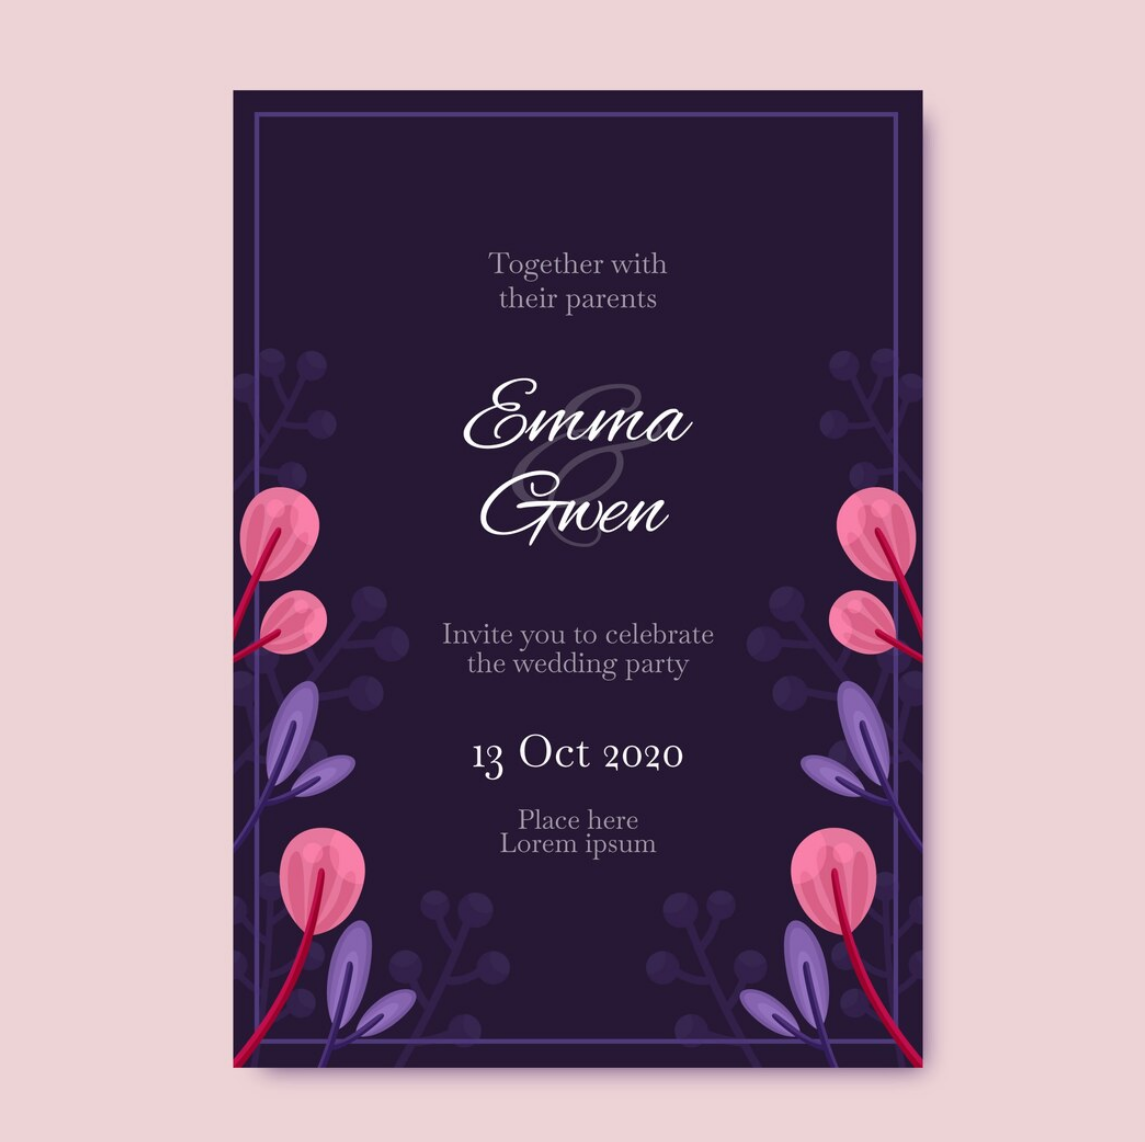 Together with
their parents
Emma
&
Gwen
Invite you to celebrate
the wedding party
13 Oct 2020
Place here
Lorem ipsum